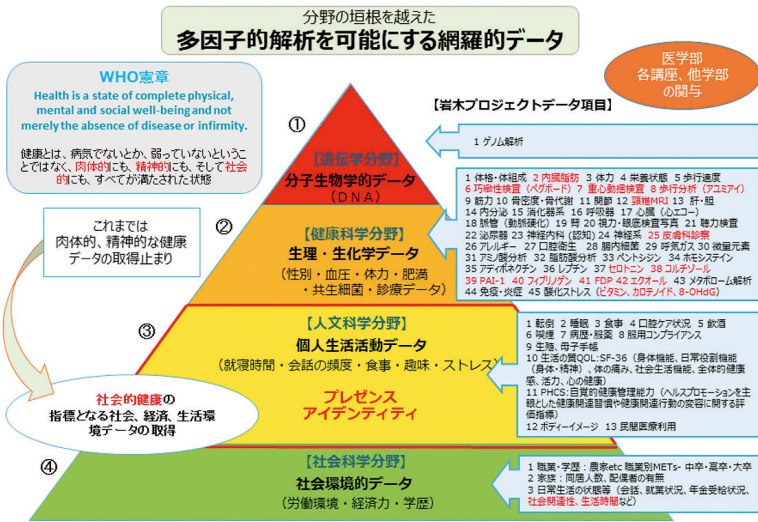 分野の垣根を越えた
多因子的解析を可能にする網羅的データ
WHO憲章
Health is a state of complete physical,
mental and social well-being and not
merely the absence of disease or infirmity.
健康とは、病気でないとか、弱っていないというこ
とではなく、肉体的にも、精神的にも、そして社会
的にも、すべてが満たされた状態
医学部
各講座、他学部
の関与
【岩木プロジェクトデータ項目】
①
【遺伝学分野】
分子生物学的データ
（DNA）
1 ゲノム解析
これまでは
肉体的、精神的な健康
データの取得止まり
②
【健康科学分野】
生理・生化学データ
（性別・血圧・体力・肥満
・共生細菌・診療データ）
1 体格・体組成 2 内臓脂肪 3 体力 4 栄養状態 5 歩行速度
6 巧緻性検査（ペグボード） 7 重心動揺検査 8 歩行分析（アユミアイ）
9 筋力 10 骨密度・骨代謝 11 関節 12 頸椎MRI 13 肝・胆
14 内分泌 15 消化器系 16 呼吸器 17 心臓（心エコー）
18 脈管（動脈硬化） 19 腎 20 視力・眼底検査写真 21 聴力検査
22 泌尿器 23 神経内科（認知） 24 神経系 25 皮膚科診察
26 アレルギー 27 口腔衛生 28 腸内細菌 29 呼気ガス 30 微量元素
31 アミノ酸分析 32 脂肪酸分析 33 ペントシジン 34 ホモシステイン
35 アディポネクチン 36 レプチン 37 セロトニン 38 コルチゾール
39 PAI-1 40 フィブリノゲン 41 FDP 42 エクオール 43 メタボローム解析
44 免疫・炎症 45 酸化ストレス（ビタミン、カロテノイド、8-OHdG）
③
【人文科学分野】
個人生活活動データ
（就寝時間・会話の頻度・食事・趣味・ストレス）
プレゼンス
アイデンティティ
1 転倒 2 睡眠 3 食事 4 口腔ケア状況 5 飲酒
6 喫煙 7 病歴・服薬 8 服用コンプライアンス
9 生殖、母子手帳
10 生活の質QOL:SF-36（身体機能、日常役割機能
（身体・精神）、体の痛み、社会生活機能、全体的健康
感、活力、心の健康）
11 PHCS:自覚的健康管理能力（ヘルスプロモーションを主
眼とした健康関連習慣や健康関連行動の変容に関する評
価指標）
12 ボディーイメージ 13 民間医療利用
社会的健康の
指標となる社会、経済、生活環
境データの取得
④
【社会科学分野】
社会環境的データ
（労働環境・経済力・学歴）
1 職業・学歴：農家etc 職業別METs- 中卒・高卒・大卒
2 家族：同居人数、配偶者の有無
3 日常生活の状態等（会話、就業状況、年金受給状況、
社会関連性、生活時間など）